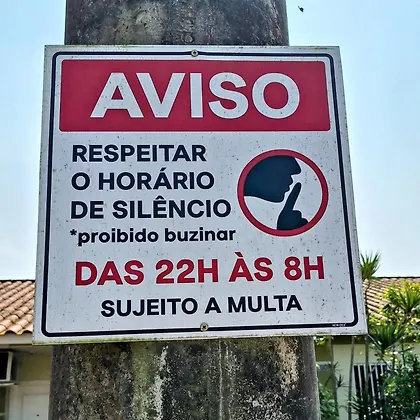 AVISO
RESPEITAR
O HORÁRIO
DE SILÊNCIO
*proibido buzinar
DAS 22H ÀS 8H
SUJEITO A MULTA